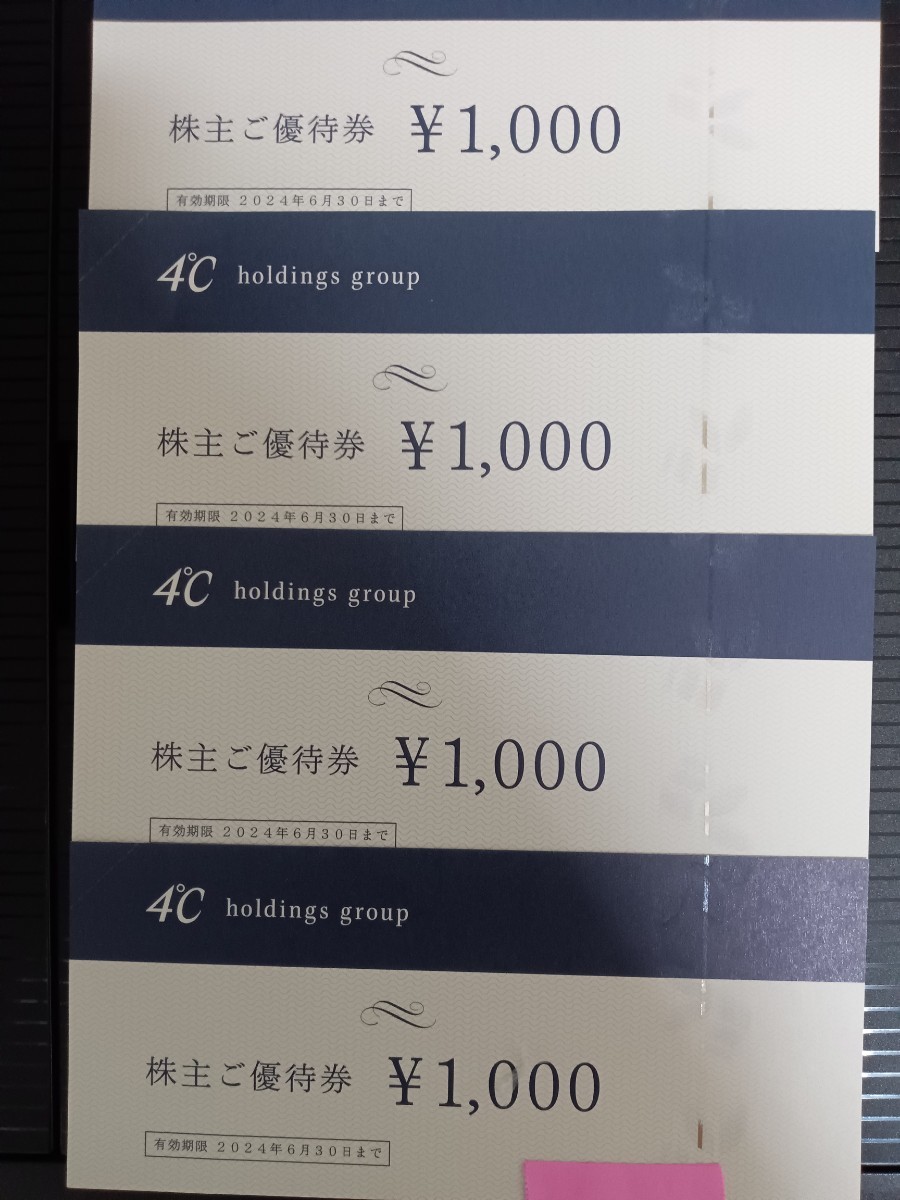 株主ご優待券 ¥1,000
有効期限 2024年6月30日まで
4℃ holdings group
株主ご優待券 ¥1,000
有効期限 2024年6月30日まで
4℃ holdings group
株主ご優待券 ¥1,000
有効期限 2024年6月30日まで
4℃ holdings group
株主ご優待券 ¥1,000
有効期限 2024年6月30日まで